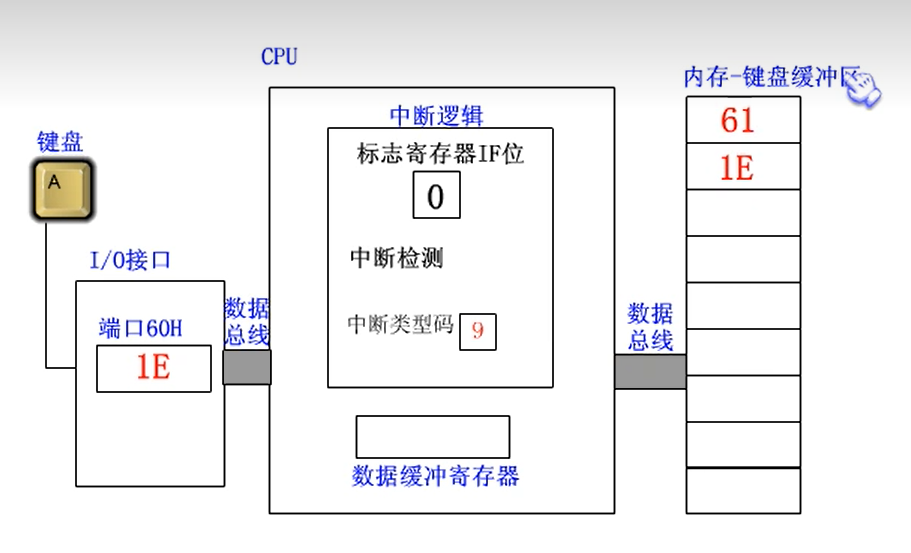 CPU
内存-键盘缓冲区
中断逻辑
61
键盘
标志寄存器IF位
1E
A
0
I/O接口
中断检测
数据
总线
端口60H
中断类型码
9
数据
总线
1E
数据缓冲寄存器